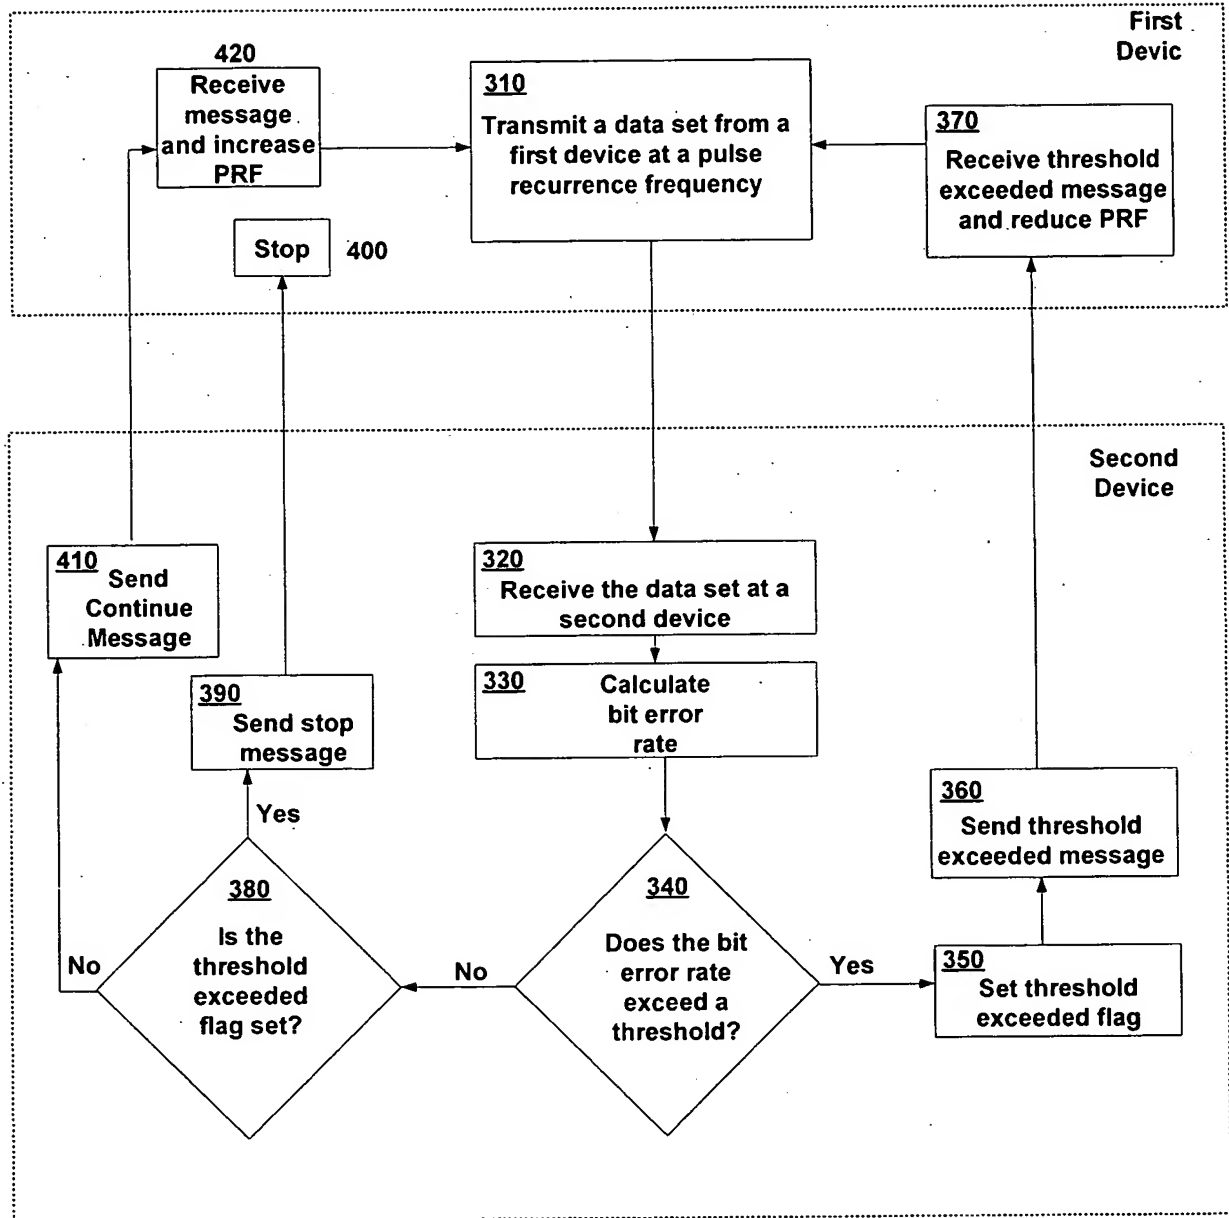 First
Devic
420
Receive
message
and increase
PRF
310
Transmit a data set from a
first device at a pulse
recurrence frequency
370
Receive threshold
exceeded message
and reduce PRF
Stop
400
Second
Device
410
Send
Continue
Message
320
Receive the data set at a
second device
390
Send stop
message
330
Calculate
bit error
rate
360
Send threshold
exceeded message
Yes
380
Is the
threshold
exceeded
flag set?
No
340
Does the bit
error rate
exceed a
threshold?
No
Yes
350
Set threshold
exceeded flag